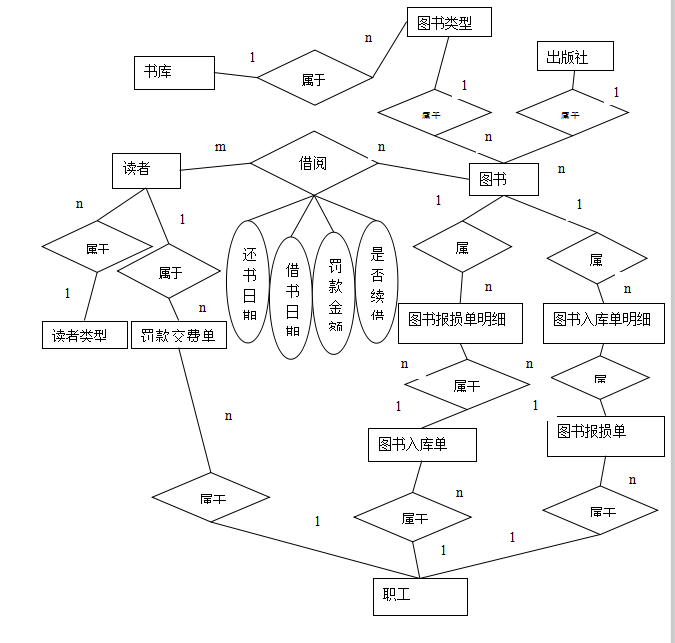 图书类型
n
1
书库
属于
出版社
1
1
属于
属于
m
n
n
读者
借阅
图书
n
n
1
1
1
属于
属于
还书日期
借书日期
罚款金额
是否续借
属
属
1
n
n
n
读者类型
罚款交费单
图书报损单明细
图书入库单明细
n
n
属于
属
n
1
1
图书入库单
图书报损单
n
n
属于
属于
属于
1
1
1
职工